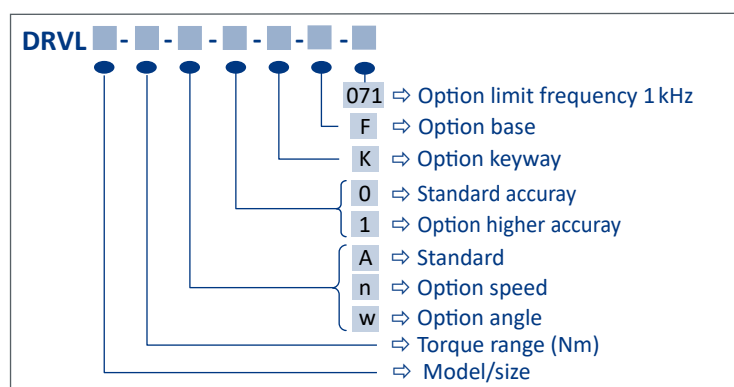 DRVL - - - - - -
071 ⇨ Option limit frequency 1 kHz
F ⇨ Option base
K ⇨ Option keyway
0 ⇨ Standard accuray
1 ⇨ Option higher accuray
A ⇨ Standard
n ⇨ Option speed
w ⇨ Option angle
⇨ Torque range (Nm)
⇨ Model/size